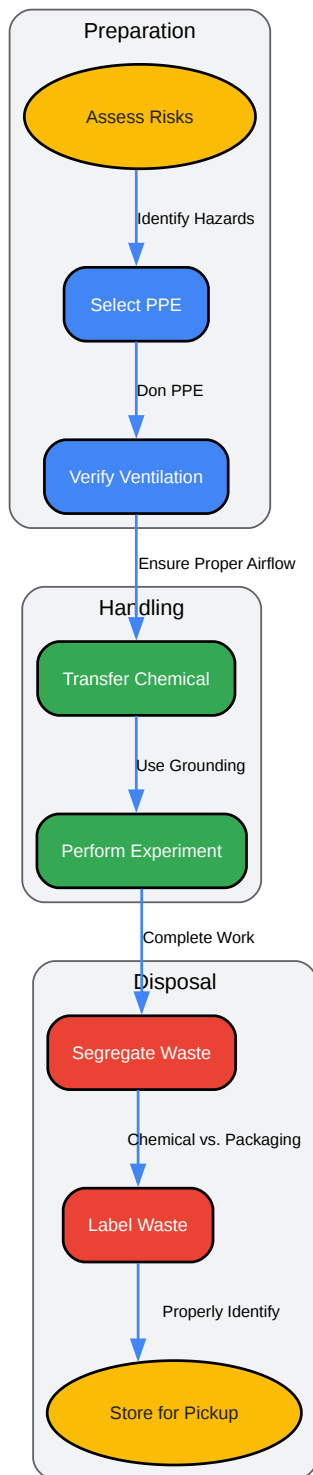 Preparation
Assess Risks
Identify Hazards
Select PPE
Don PPE
Verify Ventilation
Ensure Proper Airflow
Handling
Transfer Chemical
Use Grounding
Perform Experiment
Complete Work
Disposal
Segregate Waste
Chemical vs. Packaging
Label Waste
Properly Identify
Store for Pickup